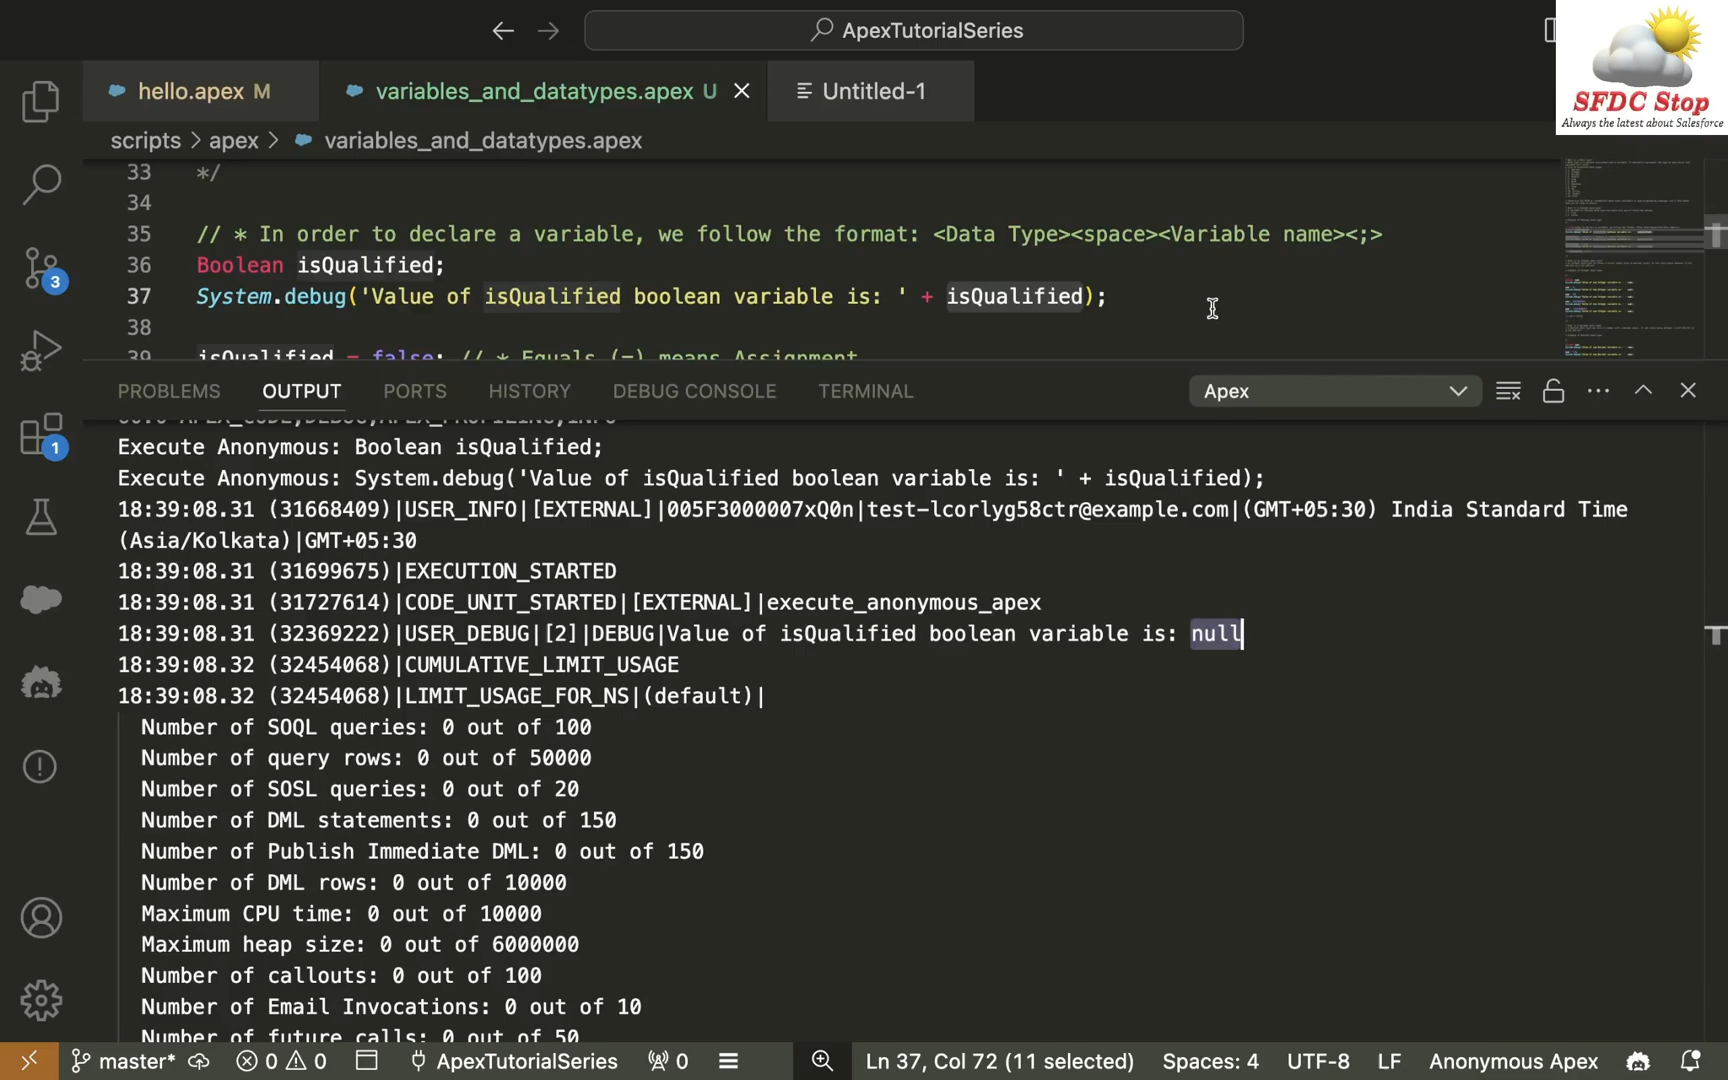 ApexTutorialSeries
SFDC Stop
Always the latest about Salesforce
hello.apex M
variables_and_datatypes.apex U
Untitled-1
scripts > apex > variables_and_datatypes.apex
33 */
34
35 // * In order to declare a variable, we follow the format: <Data Type><space><Variable name><;>
36 Boolean isQualified;
37 System.debug('Value of isQualified boolean variable is: ' + isQualified);
38
39 isQualified = false; // * Equals (=) means Assignment
3
1
PROBLEMS OUTPUT PORTS HISTORY DEBUG CONSOLE TERMINAL Apex
Execute Anonymous: Boolean isQualified;
Execute Anonymous: System.debug('Value of isQualified boolean variable is: ' + isQualified);
18:39:08.31 (31668409)|USER_INFO|[EXTERNAL]|005F3000007xQ0n|test-lcorlyg58ctr@example.com|(GMT+05:30) India Standard Time
(Asia/Kolkata)|GMT+05:30
18:39:08.31 (31699675)|EXECUTION_STARTED
18:39:08.31 (31727614)|CODE_UNIT_STARTED|[EXTERNAL]|execute_anonymous_apex
18:39:08.31 (32369222)|USER_DEBUG|[2]|DEBUG|Value of isQualified boolean variable is: null
18:39:08.32 (32454068)|CUMULATIVE_LIMIT_USAGE
18:39:08.32 (32454068)|LIMIT_USAGE_FOR_NS|(default)|
Number of SOQL queries: 0 out of 100
Number of query rows: 0 out of 50000
Number of SOSL queries: 0 out of 20
Number of DML statements: 0 out of 150
Number of Publish Immediate DML: 0 out of 150
Number of DML rows: 0 out of 10000
Maximum CPU time: 0 out of 10000
Maximum heap size: 0 out of 6000000
Number of callouts: 0 out of 100
Number of Email Invocations: 0 out of 10
Number of future calls: 0 out of 50
master* 0 0 ApexTutorialSeries 0 Ln 37, Col 72 (11 selected) Spaces: 4 UTF-8 LF Anonymous Apex